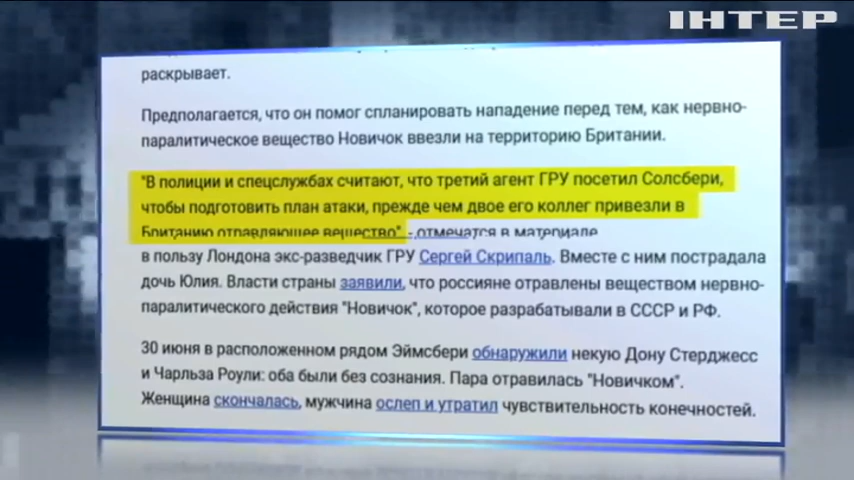 ІНТЕР
раскрывает.
Предполагается, что он помог спланировать нападение перед тем, как нервно-
паралитическое вещество Новичок ввезли на территорию Британии.
"В полиции и спецслужбах считают, что третий агент ГРУ посетил Солсбери,
чтобы подготовить план атаки, прежде чем двое его коллег привезли в
Британию отравляющее вещество", - отмечатся в материале
в пользу Лондона экс-разведчик ГРУ Сергей Скрипаль. Вместе с ним пострадала
дочь Юлия. Власти страны заявили, что россияне отравлены веществом нервно-
паралитического действия "Новичок", которое разрабатывали в СССР и РФ.
30 июня в расположенном рядом Эймсбери обнаружили некую Дону Стерджесс
и Чарльза Роули: оба были без сознания. Пара отравилась "Новичком".
Женщина скончалась, мужчина ослеп и утратил чувствительность конечностей.